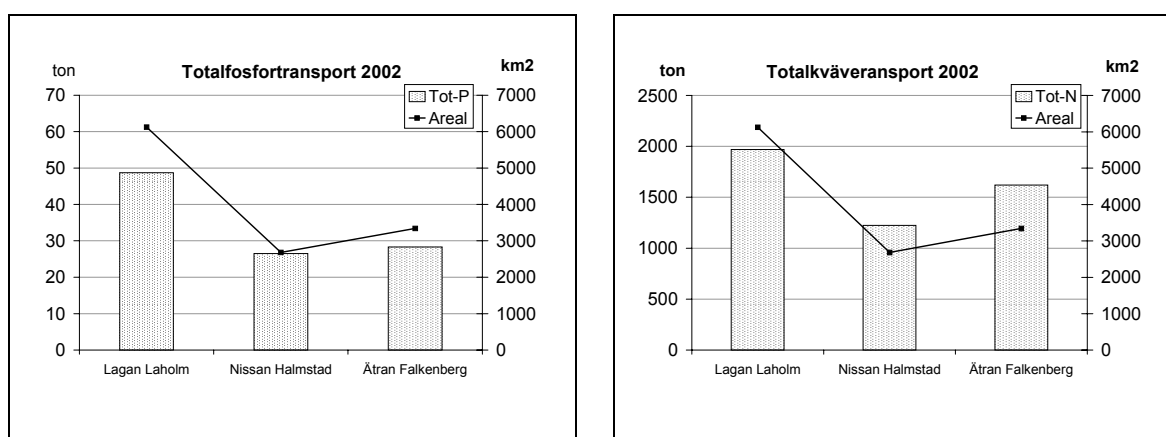 ton
Totalfosfortransport 2002
km2
Tot-P
Areal
70
60
50
40
30
20
10
0
7000
6000
5000
4000
3000
2000
1000
0
Lagan Laholm
Nissan Halmstad
Ätran Falkenberg
ton
Totalkväveransport 2002
km2
Tot-N
Areal
2500
2000
1500
1000
500
0
7000
6000
5000
4000
3000
2000
1000
0
Lagan Laholm
Nissan Halmstad
Ätran Falkenberg